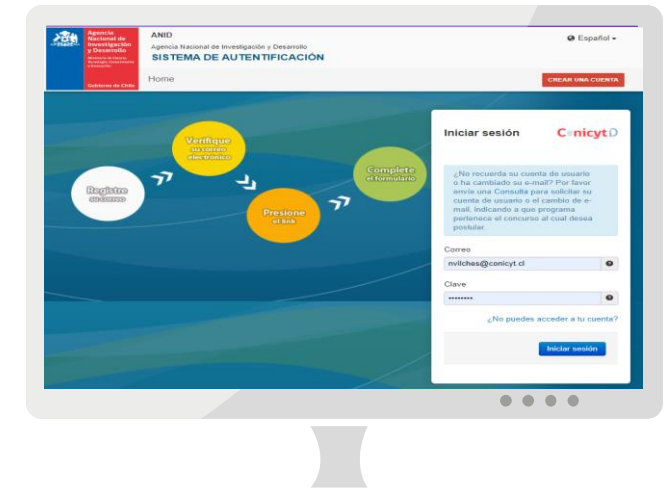 Agencia
Nacional de
Investigación
y Desarrollo
Gobierno de Chile
ANID
Agencia Nacional de Investigación y Desarrollo
SISTEMA DE AUTENTIFICACIÓN
Español
Home
CREAR UNA CUENTA
Registre
su correo
Verifique
su correo
electrónico
Presione
el link
Complete
el formulario
Iniciar sesión
Conicyt
¿No recuerda su cuenta de usuario
o ha cambiado su e-mail? Por favor
envíe una Consulta para solicitar su
cuenta de usuario o el cambio de e-
mail, indicando a que programa
pertenece el concurso al cual desea
postular.
Correo
nvilches@conicyt.cl
Clave
••••••••
¿No puedes acceder a tu cuenta?
Iniciar sesión